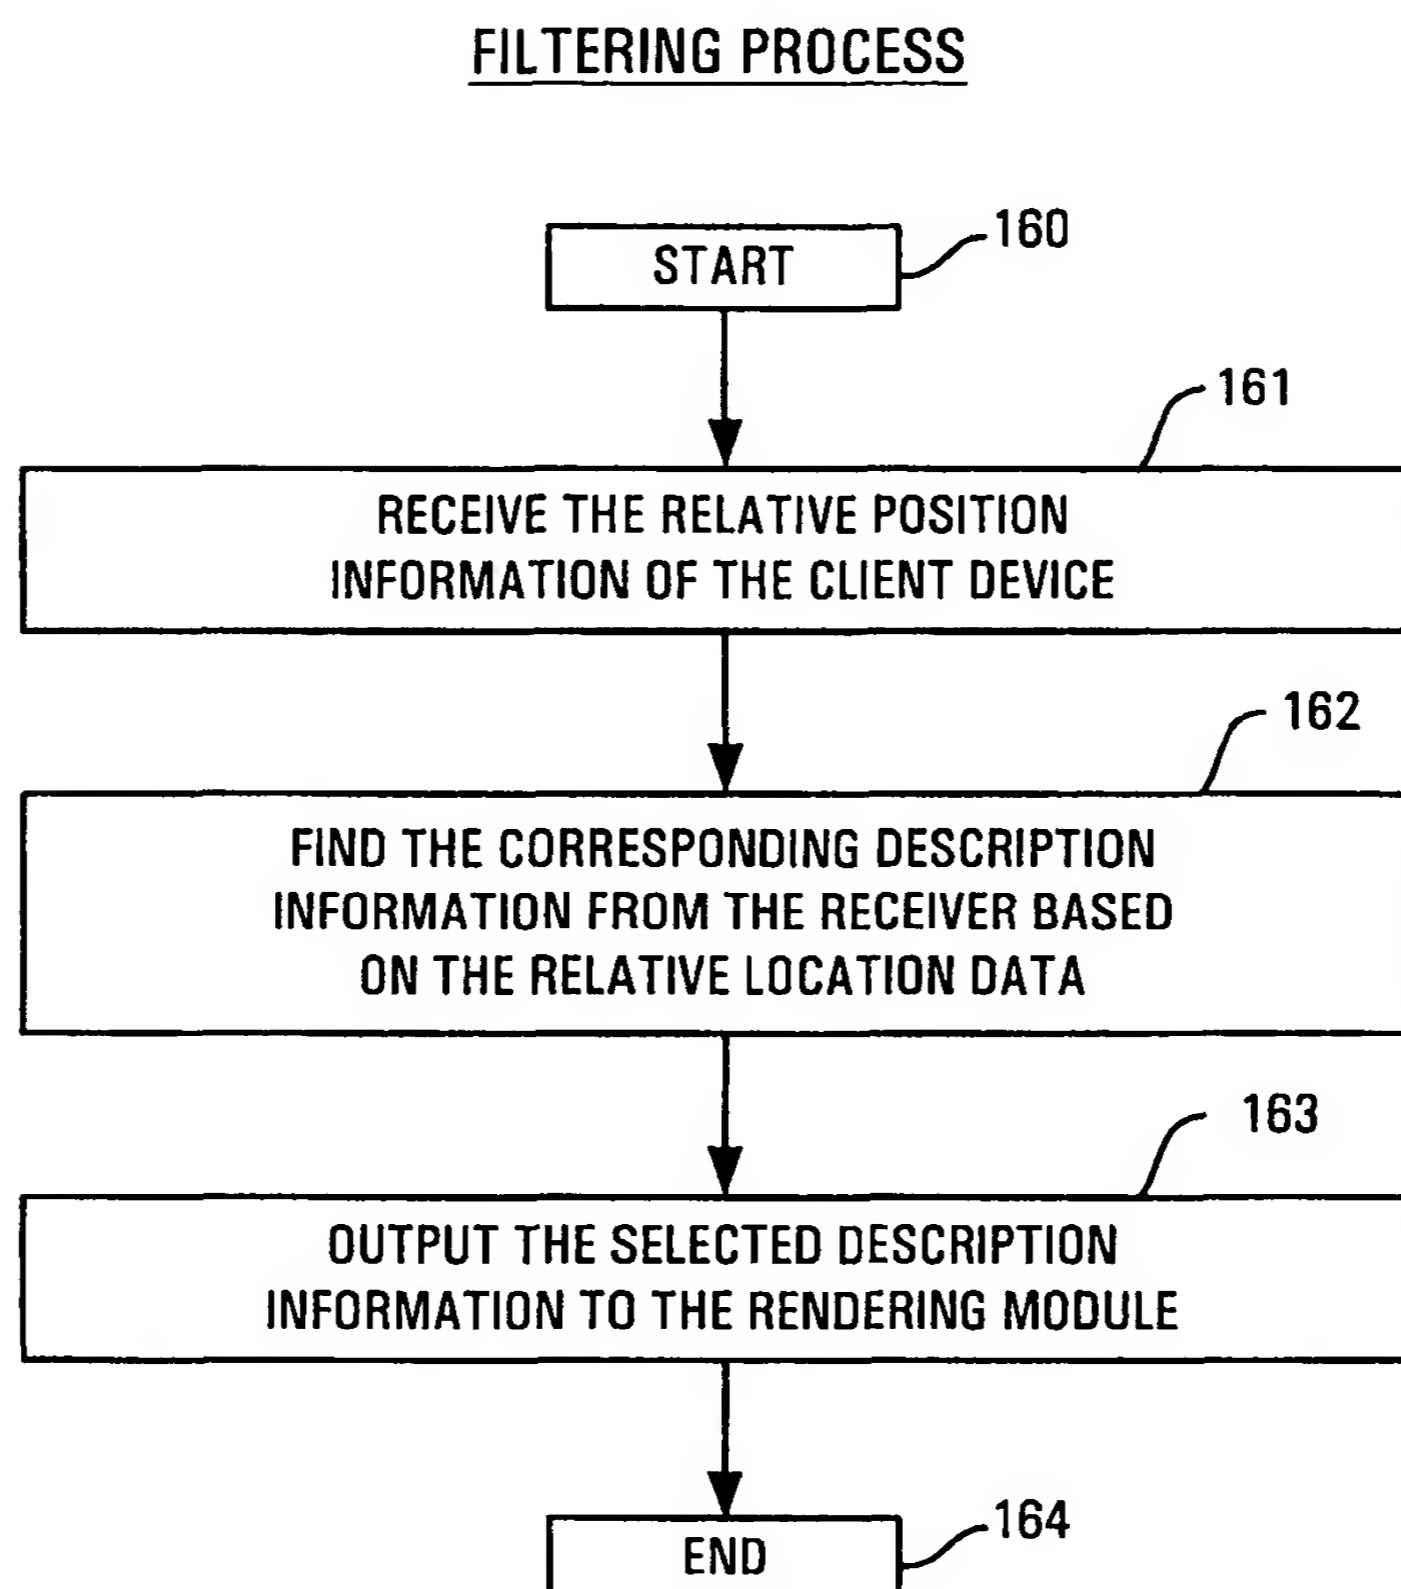 FILTERING PROCESS
START
160
161
RECEIVE THE RELATIVE POSITION
INFORMATION OF THE CLIENT DEVICE
162
FIND THE CORRESPONDING DESCRIPTION
INFORMATION FROM THE RECEIVER BASED
ON THE RELATIVE LOCATION DATA
163
OUTPUT THE SELECTED DESCRIPTION
INFORMATION TO THE RENDERING MODULE
164
END